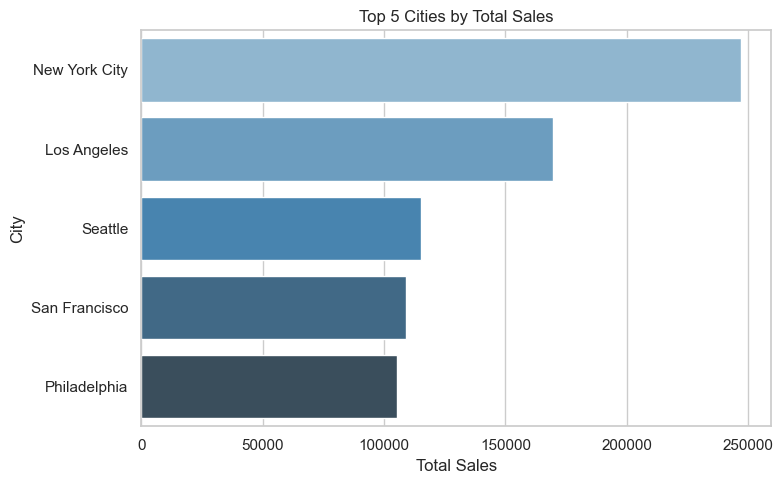 Top 5 Cities by Total Sales
City
New York City
Los Angeles
Seattle
San Francisco
Philadelphia
0 50000 100000 150000 200000 250000
Total Sales